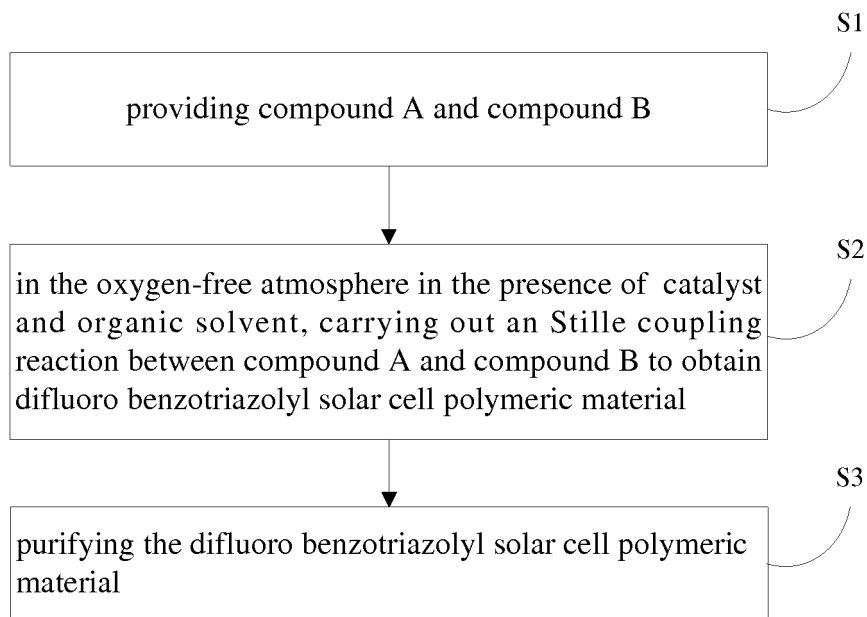 S1
providing compound A and compound B
S2
in the oxygen-free atmosphere in the presence of catalyst
and organic solvent, carrying out an Stille coupling
reaction between compound A and compound B to obtain
difluoro benzotriazolyl solar cell polymeric material
S3
purifying the difluoro benzotriazolyl solar cell polymeric
material